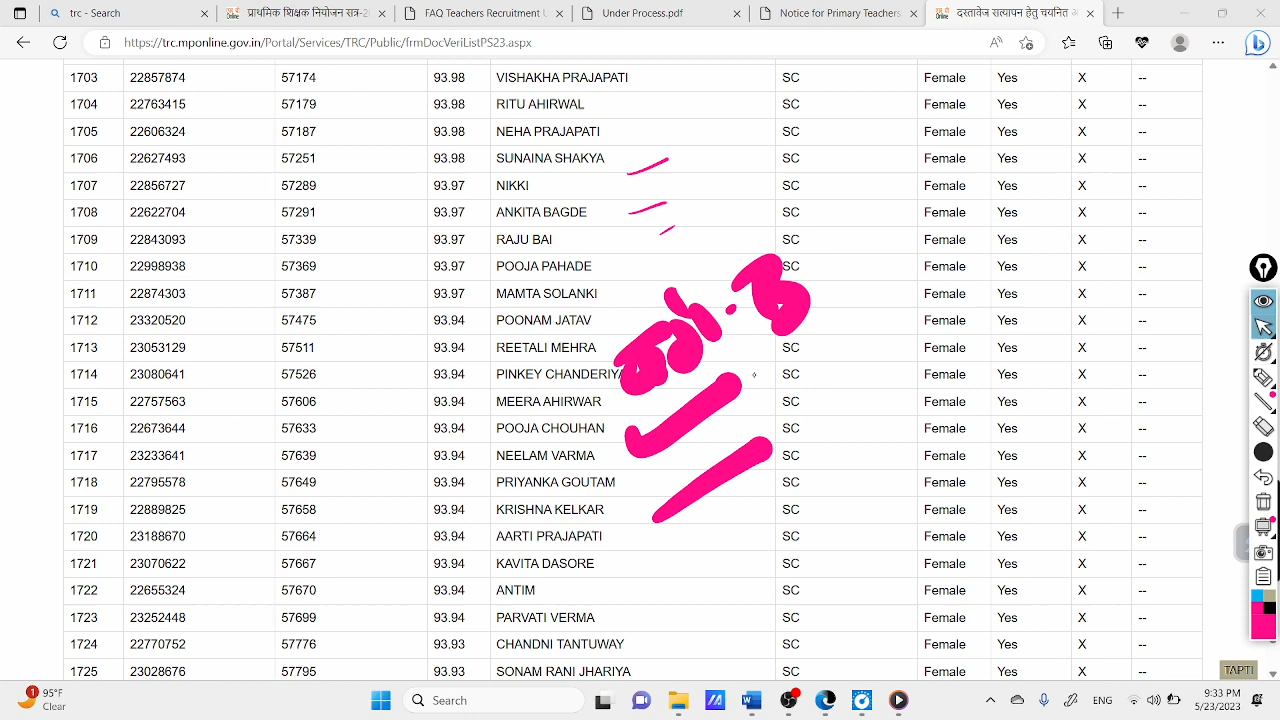 trc - Search
प्राथमिक शिक्षक नियोजन सत्र-2
FAQ Teachers Recruitment
Under Process.pdf
Notice for Primary Teachers
दस्तावेज सत्यापन हेतु चयनित
https://trc.mponline.gov.in/Portal/Services/TRC/Public/frmDocVeriListPS23.aspx
1703 22857874 57174 93.98 VISHAKHA PRAJAPATI SC Female Yes X --
1704 22763415 57179 93.98 RITU AHIRWAL SC Female Yes X --
1705 22606324 57187 93.98 NEHA PRAJAPATI SC Female Yes X --
1706 22627493 57251 93.98 SUNAINA SHAKYA SC Female Yes X --
1707 22856727 57289 93.97 NIKKI SC Female Yes X --
1708 22622704 57291 93.97 ANKITA BAGDE SC Female Yes X --
1709 22843093 57339 93.97 RAJU BAI SC Female Yes X --
1710 22998938 57369 93.97 POOJA PAHADE SC Female Yes X --
1711 22874303 57387 93.97 MAMTA SOLANKI SC Female Yes X --
1712 23320520 57475 93.94 POONAM JATAV SC Female Yes X --
1713 23053129 57511 93.94 REETALI MEHRA SC Female Yes X --
1714 23080641 57526 93.94 PINKEY CHANDERIYA SC Female Yes X --
1715 22757563 57606 93.94 MEERA AHIRWAR SC Female Yes X --
1716 22673644 57633 93.94 POOJA CHOUHAN SC Female Yes X --
1717 23233641 57639 93.94 NEELAM VARMA SC Female Yes X --
1718 22795578 57649 93.94 PRIYANKA GOUTAM SC Female Yes X --
1719 22889825 57658 93.94 KRISHNA KELKAR SC Female Yes X --
1720 23188670 57664 93.94 AARTI PRAJAPATI SC Female Yes X --
1721 23070622 57667 93.94 KAVITA DASORE SC Female Yes X --
1722 22655324 57670 93.94 ANTIM SC Female Yes X --
1723 23252448 57699 93.94 PARVATI VERMA SC Female Yes X --
1724 22770752 57776 93.93 CHANDNI TANTUWAY SC Female Yes X --
1725 23028676 57795 93.93 SONAM RANI JHARIYA SC Female Yes X --
TAPTI
1 95°F
Clear
Search
ENG
9:33 PM
5/23/2023